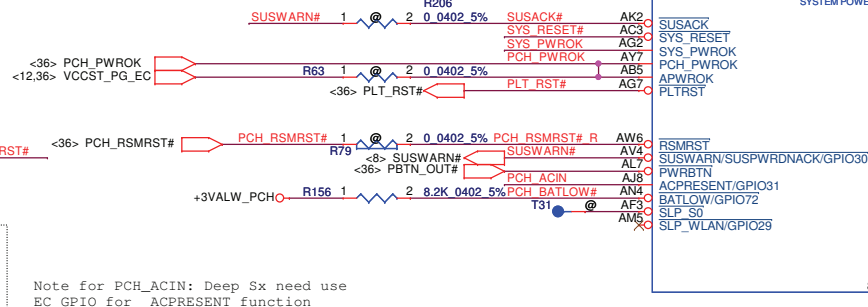 R206
SYSTEM POWE
SUSWARN# 1 @ 2 0_0402_5% SUSACK# AK2 SUSACK
SYS_RESET# AC3 SYS_RESET
SYS_PWROK AG2 SYS_PWROK
<36> PCH_PWROK PCH_PWROK AY7 PCH_PWROK
<12,36> VCCST_PG_EC R63 1 @ 2 0_0402_5% AB5 APWROK
<36> PLT_RST# PLT_RST# AG7 PLTRST
RST# <36> PCH_RSMRST# PCH_RSMRST# 1 @ 2 0_0402_5% PCH_RSMRST#_R AW6 RSMRST
R79
<8> SUSWARN# SUSWARN# AV4 SUSWARN/SUSPWRDNACK/GPIO30
<36> PBTN_OUT# AL7 PWRBTN
PCH_ACIN AJ8 ACPRESENT/GPIO31
+3VALW_PCH R156 1 2 8.2K_0402_5% PCH_BATLOW# AN4 BATLOW/GPIO72
T31 @ AF3 SLP_S0
AM5 SLP_WLAN/GPIO29
Note for PCH_ACIN: Deep Sx need use
EC GPIO for ACPRESENT function